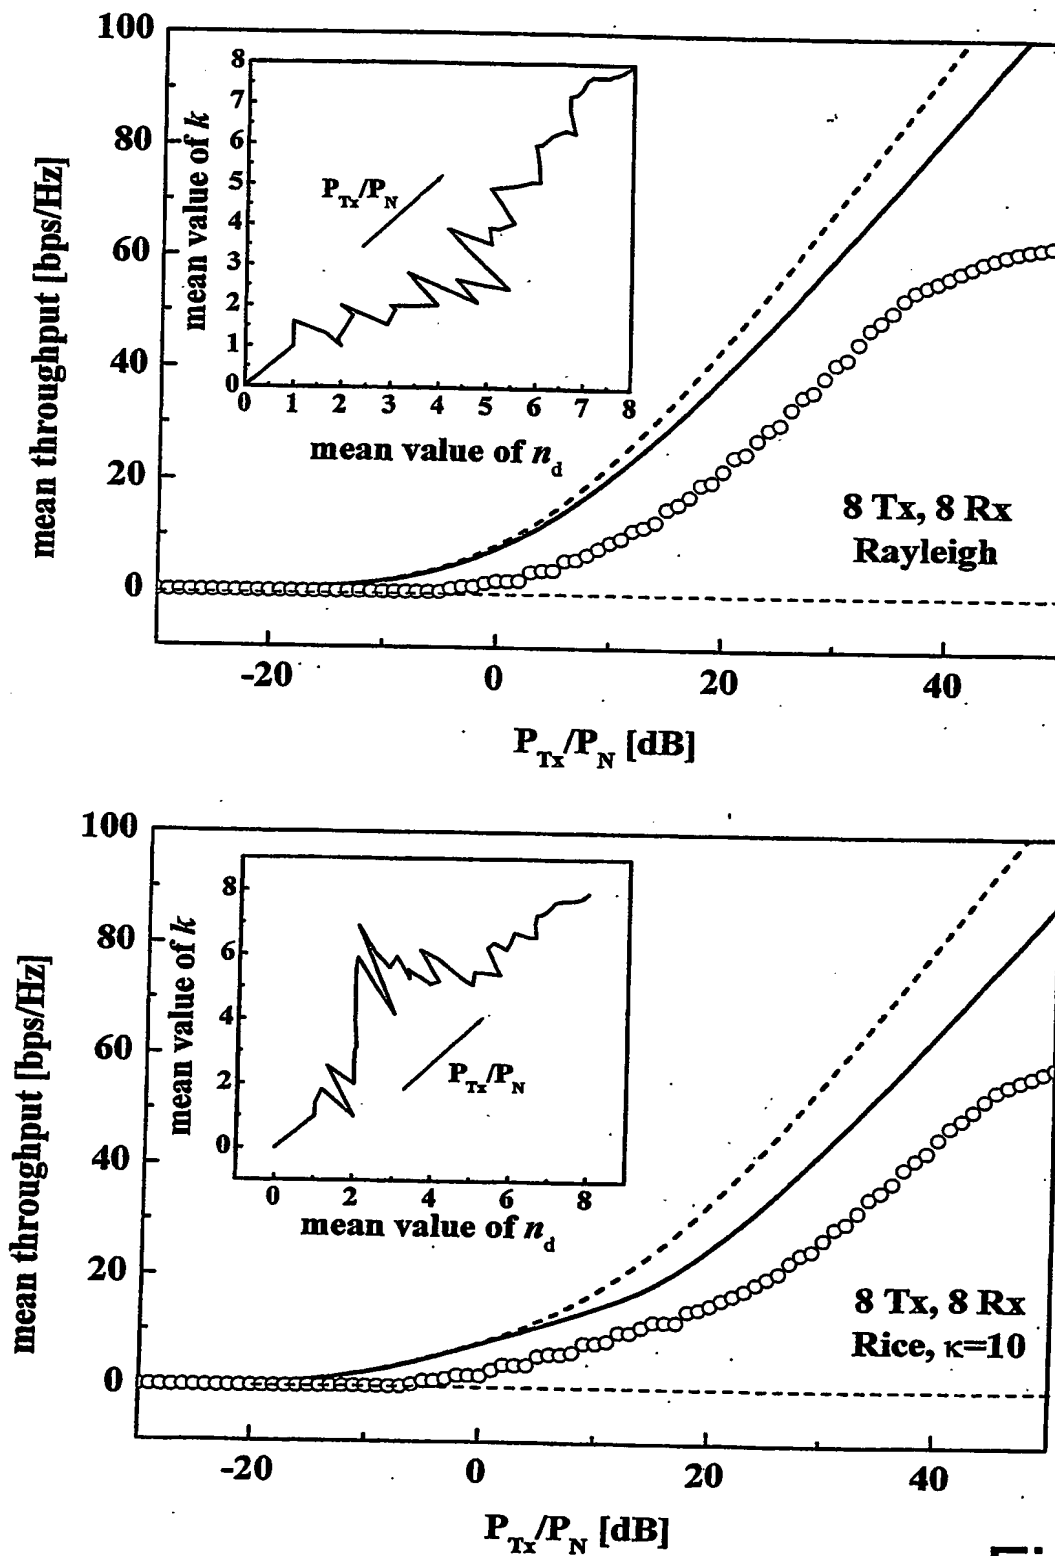 100
80
60
40
20
0
mean throughput [bps/Hz]
8
7
6
5
4
3
2
1
0
mean value of k
P_Tx/P_N
0 1 2 3 4 5 6 7 8
mean value of n_d
8 Tx, 8 Rx
Rayleigh
-20 0 20 40
P_Tx/P_N [dB]
100
80
60
40
20
0
mean throughput [bps/Hz]
8
6
4
2
0
mean value of k
P_Tx/P_N
0 2 4 6 8
mean value of n_d
8 Tx, 8 Rx
Rice, κ=10
-20 0 20 40
P_Tx/P_N [dB]